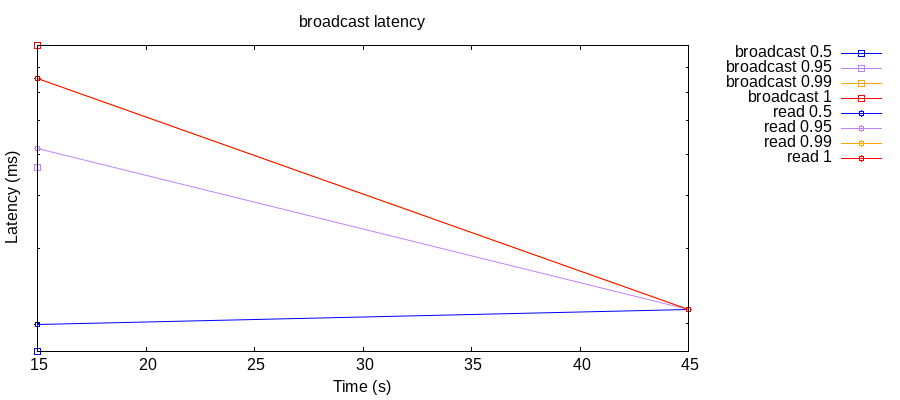 broadcast latency
Latency (ms)
broadcast 0.5
broadcast 0.95
broadcast 0.99
broadcast 1
read 0.5
read 0.95
read 0.99
read 1
15 20 25 30 35 40 45
Time (s)